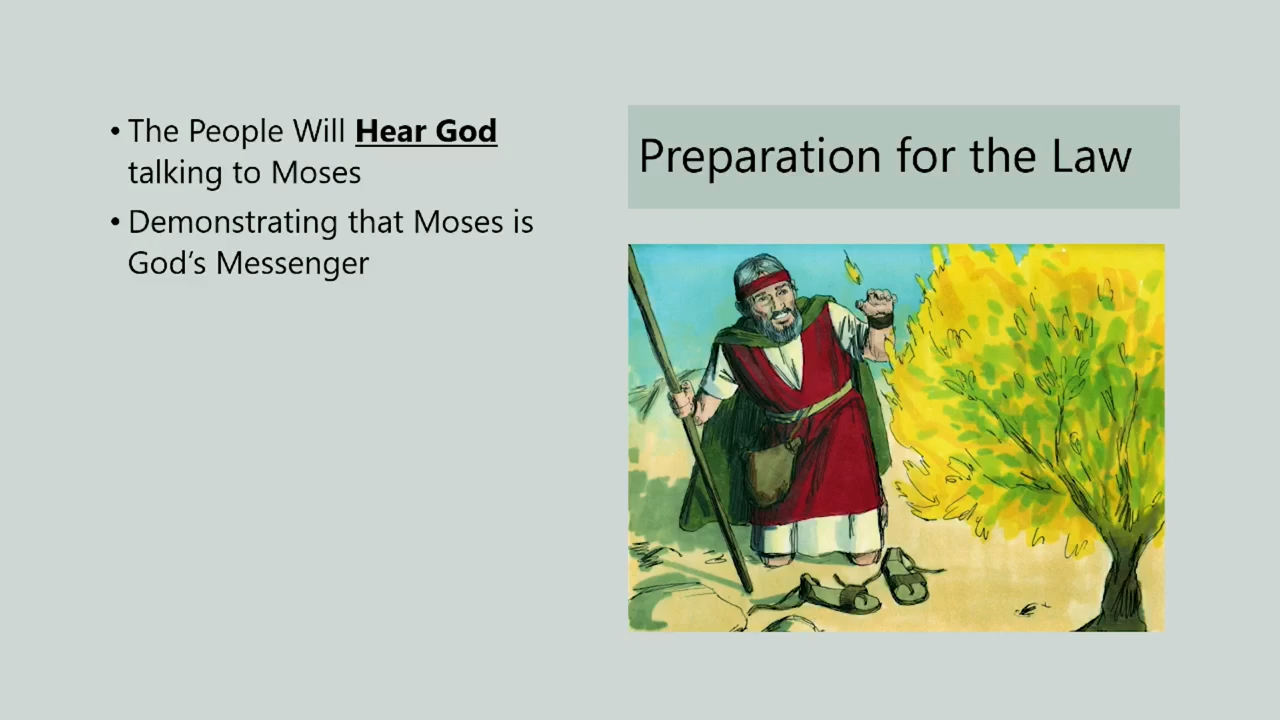 • The People Will Hear God
talking to Moses
• Demonstrating that Moses is
God’s Messenger
Preparation for the Law